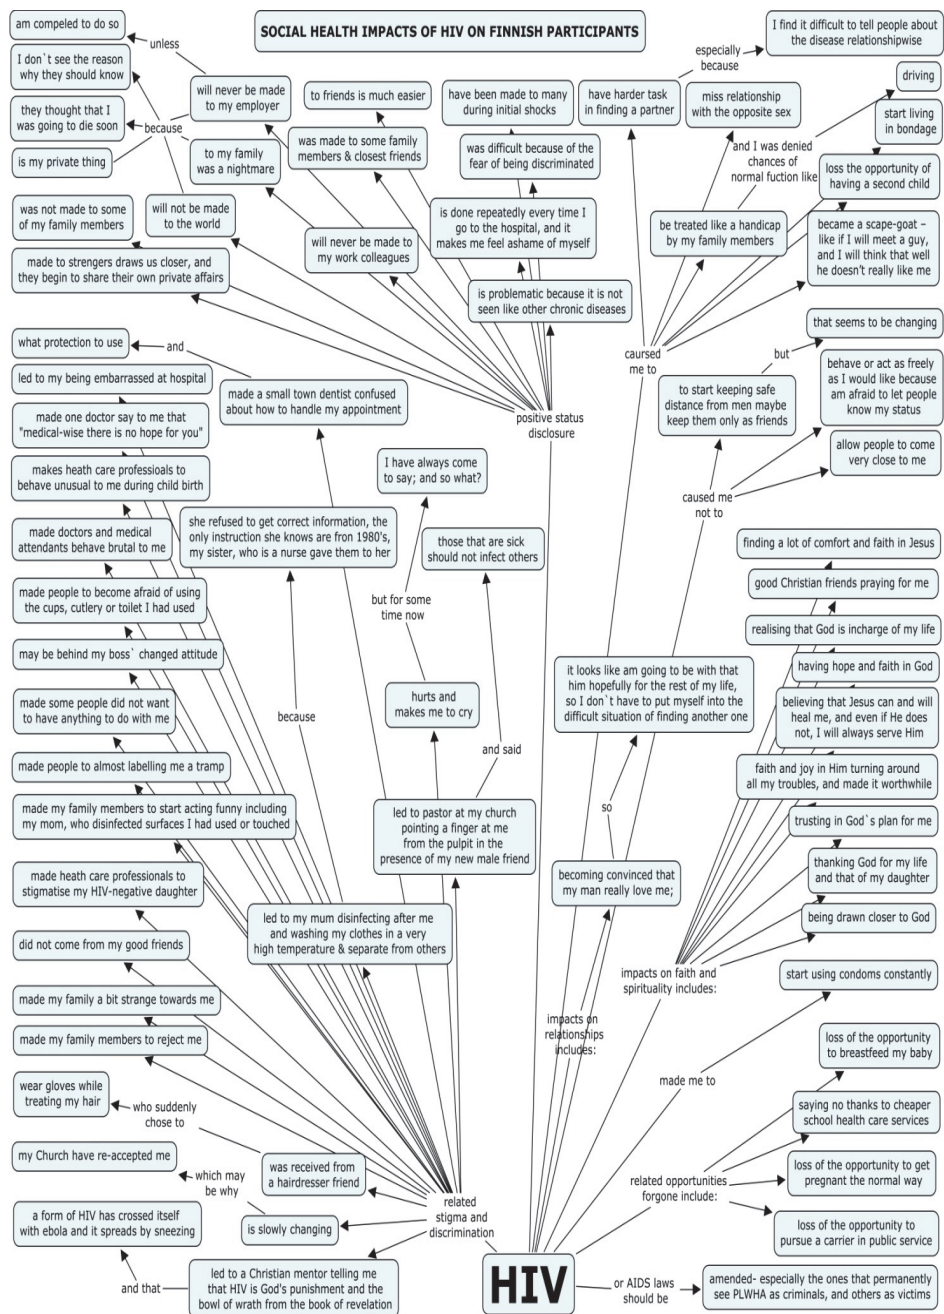 SOCIAL HEALTH IMPACTS OF HIV ON FINNISH PARTICIPANTS
am compeled to do so
unless
I don`t see the reason
why they should know
they thought that I
was going to die soon
because
is my private thing
will never be made
to my employer
to my family
was a nightmare
was not made to some
of my family members
will not be made
to the world
made to strengers draws us closer, and
they begin to share their own private affairs
to friends is much easier
was made to some family
members & closest friends
will never be made to
my work colleagues
have been made to many
during initial shocks
was difficult because of the
fear of being discriminated
is done repeatedly every time I
go to the hospital, and it
makes me feel ashame of myself
is problematic because it is not
seen like other chronic diseases
positive status
disclosure
have harder task
in finding a partner
especially
because
I find it difficult to tell people about
the disease relationshipwise
miss relationship
with the opposite sex
driving
start living
in bondage
and I was denied
chances of
normal fuction like
loss the opportunity of
having a second child
be treated like a handicap
by my family members
became a scape-goat –
like if I will meet a guy,
and I will think that well
he doesn't really like me
caursed
me to
that seems to be changing
but
to start keeping safe
distance from men maybe
keep them only as friends
behave or act as freely
as I would like because
am afraid to let people
know my status
allow people to come
very close to me
caused me
not to
what protection to use
and
made a small town dentist confused
about how to handle my appointment
led to my being embarrassed at hospital
made one doctor say to me that
"medical-wise there is no hope for you"
makes heath care professioals to
behave unusual to me during child birth
made doctors and medical
attendants behave brutal to me
made people to become afraid of using
the cups, cutlery or toilet I had used
may be behind my boss` changed attitude
made some people did not want
to have anything to do with me
made people to almost labelling me a tramp
made my family members to start acting funny including
my mom, who disinfected surfaces I had used or touched
made heath care professionals to
stigmatise my HIV-negative daughter
did not come from my good friends
made my family a bit strange towards me
made my family members to reject me
wear gloves while
treating my hair
who suddenly
chose to
was received from
a hairdresser friend
my Church have re-accepted me
which may
be why
is slowly changing
a form of HIV has crossed itself
with ebola and it spreads by sneezing
and that
led to a Christian mentor telling me
that HIV is God's punishment and the
bowl of wrath from the book of revelation
she refused to get correct information, the
only instruction she knows are fron 1980's,
my sister, who is a nurse gave them to her
because
led to my mum disinfecting after me
and washing my clothes in a very
high temperature & separate from others
I have always come
to say; and so what?
but for some
time now
hurts and
makes me to cry
those that are sick
should not infect others
and said
led to pastor at my church
pointing a finger at me
from the pulpit in the
presence of my new male friend
related
stigma and
discrimination
it looks like am going to be with that
him hopefully for the rest of my life,
so I don`t have to put myself into the
difficult situation of finding another one
so
becoming convinced that
my man really love me;
impacts on
relationships
includes:
finding a lot of comfort and faith in Jesus
good Christian friends praying for me
realising that God is incharge of my life
having hope and faith in God
believing that Jesus can and will
heal me, and even if He does
not, I will always serve Him
faith and joy in Him turning around
all my troubles, and made it worthwhile
trusting in God`s plan for me
thanking God for my life
and that of my daughter
being drawn closer to God
impacts on faith and
spirituality includes:
start using condoms constantly
made me to
loss of the opportunity
to breastfeed my baby
saying no thanks to cheaper
school health care services
loss of the opportunity to get
pregnant the normal way
loss of the opportunity to
pursue a carrier in public service
related opportunities
forgone include:
HIV
or AIDS laws
should be
amended- especially the ones that permanently
see PLWHA as criminals, and others as victims